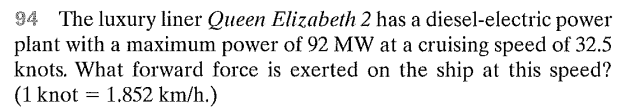 94 The luxury liner Queen Elizabeth 2 has a diesel-electric power
plant with a maximum power of 92 MW at a cruising speed of 32.5
knots. What forward force is exerted on the ship at this speed?
(1 knot = 1.852 km/h.)